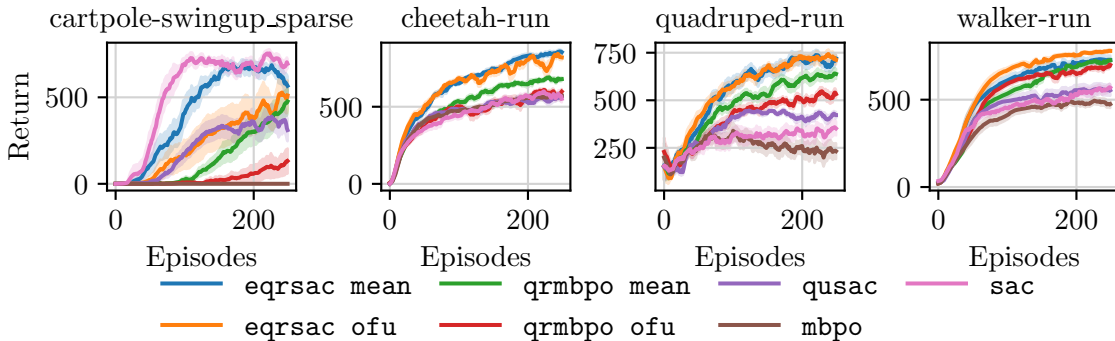 cartpole-swingup_sparse cheetah-run quadruped-run walker-run
Return
500
0
0 200
Episodes
500
0
0 200
Episodes
750
500
250
0 200
Episodes
500
0
0 200
Episodes
eqrsac mean qrmbpo mean qusac sac
eqrsac ofu qrmbpo ofu mbpo